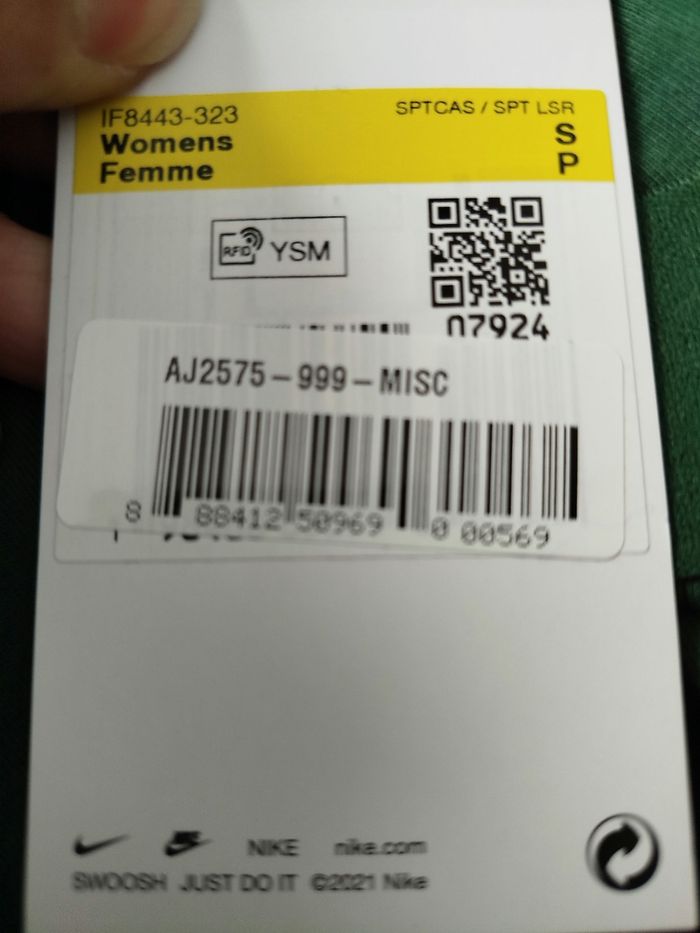 IF8443-323
SPTCAS / SPT LSR
Womens
Femme
S
P
RFID YSM
07924
AJ2575-999-MISC
8 88412 50969 0 00569
NIKE nike.com
SWOOSH JUST DO IT ©2021 Nike